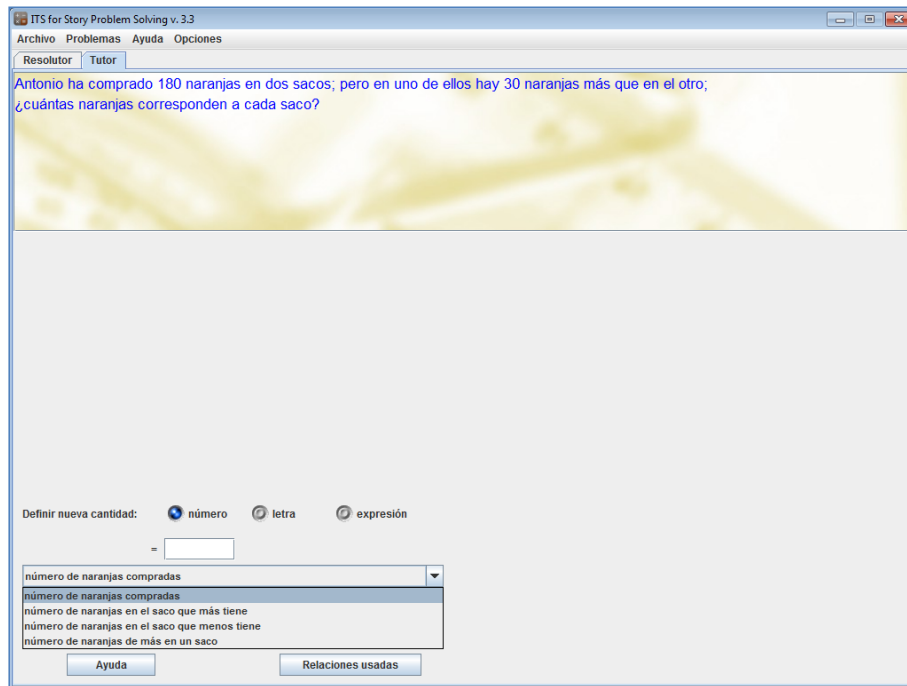 ITS for Story Problem Solving v. 3.3
Archivo Problemas Ayuda Opciones
Resolutor Tutor
Antonio ha comprado 180 naranjas en dos sacos; pero en uno de ellos hay 30 naranjas más que en el otro;
¿cuántas naranjas corresponden a cada saco?
Definir nueva cantidad: número letra expresión
=
número de naranjas compradas
número de naranjas compradas
número de naranjas en el saco que más tiene
número de naranjas en el saco que menos tiene
número de naranjas de más en un saco
Ayuda Relaciones usadas